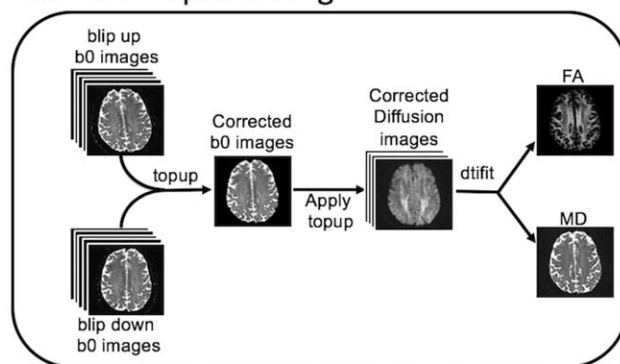 blip up
b0 images
Corrected
b0 images
topup
Apply
topup
Corrected
Diffusion
images
dtifit
FA
MD
blip down
b0 images